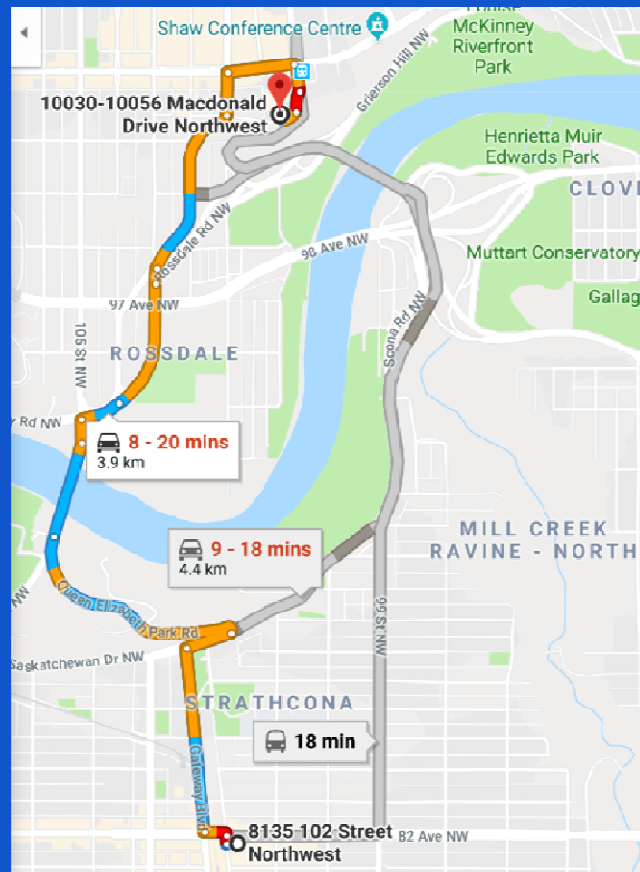 Louise
McKinney
Riverfront
Park
Shaw Conference Centre
Grierson Hill NW
10030-10056 Macdonald
Drive Northwest
Henrietta Muir
Edwards Park
Rossdale Rd NW
98 Ave NW
Muttart Conservatory
97 Ave NW
Scona Rd NW
105 St NW
ROSSDALE
r Rd NW
8 - 20 mins
3.9 km
9 - 18 mins
4.4 km
MILL CREEK
RAVINE - NORTH
NW
Queen Elizabeth Park Rd
99 St NW
Saskatchewan Dr NW
STRATHCONA
18 min
Gateway Blvd
8135 102 Street
Northwest
82 Ave NW